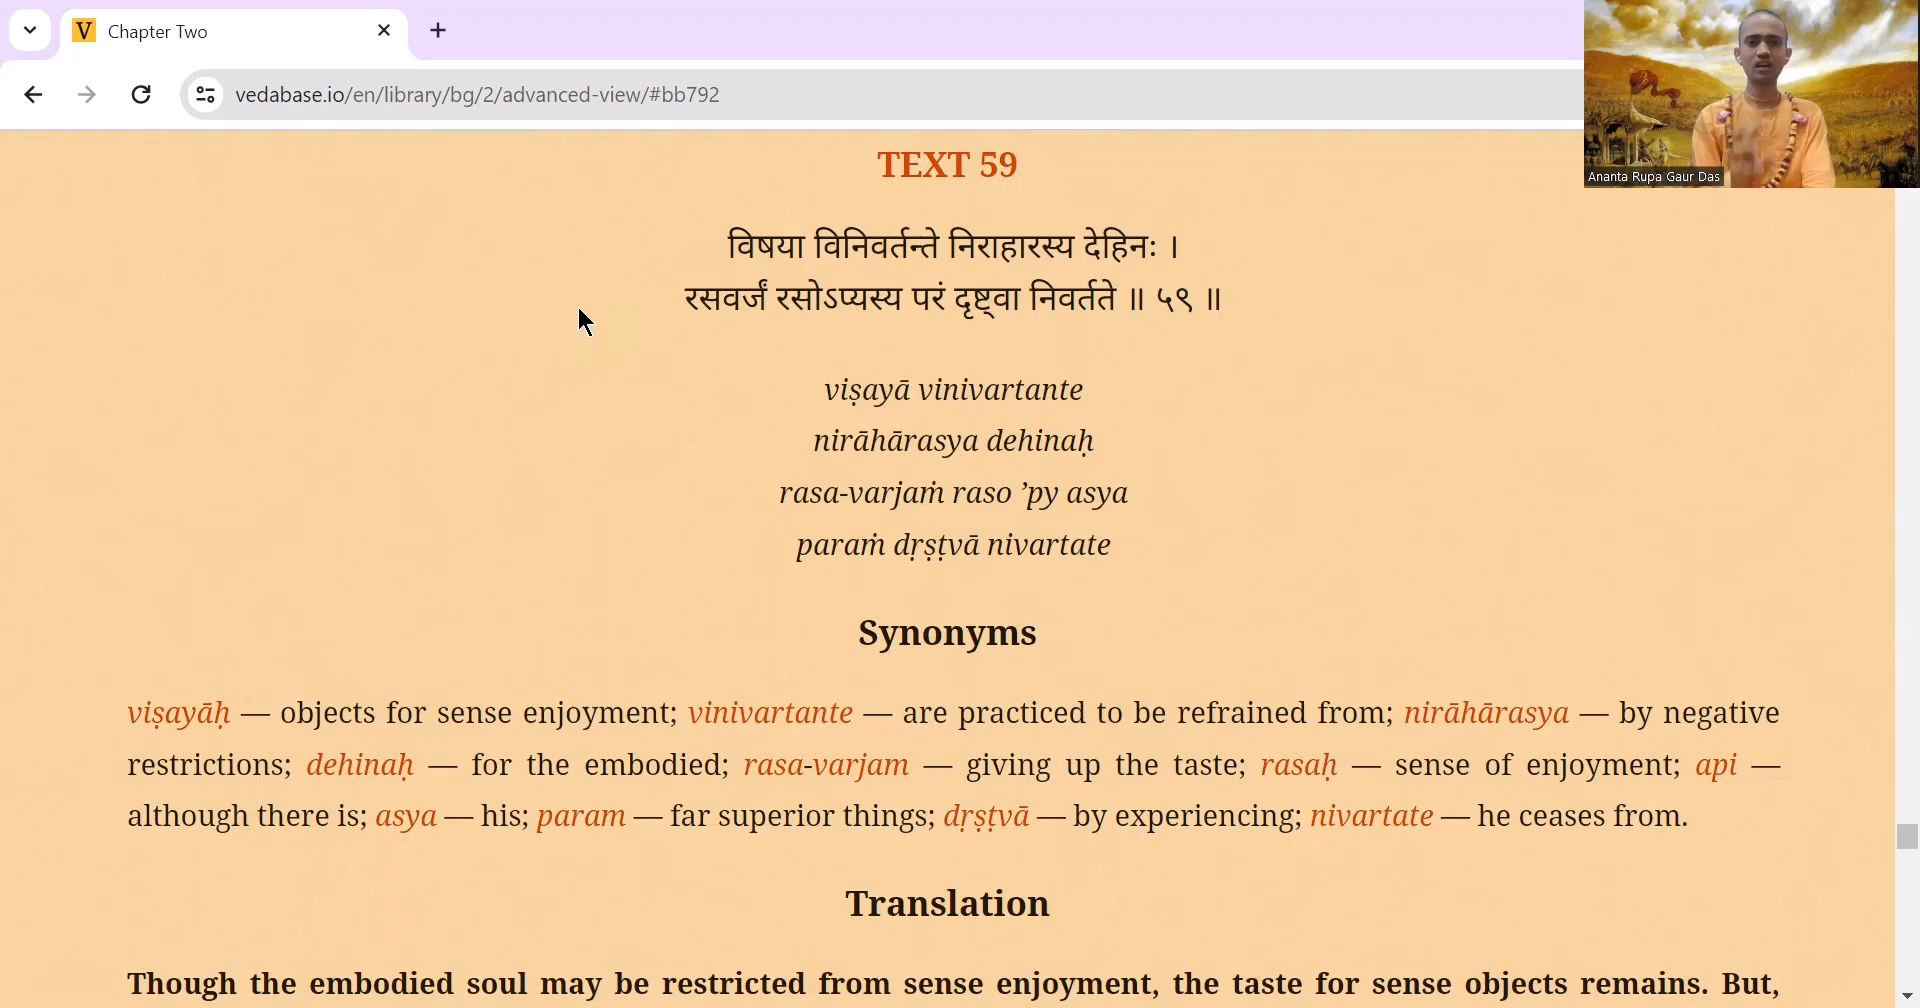 V Chapter Two
vedabase.io/en/library/bg/2/advanced-view/#bb792
Ananta Rupa Gaur Das
TEXT 59
विषया विनिवर्तन्ते निराहारस्य देहिनः ।
रसवर्जं रसोऽप्यस्य परं दृष्ट्वा निवर्तते ॥ ५९ ॥
viṣayā vinivartante
nirāhārasya dehinaḥ
rasa-varjaṁ raso ’py asya
paraṁ dṛṣṭvā nivartate
Synonyms
viṣayāḥ — objects for sense enjoyment; vinivartante — are practiced to be refrained from; nirāhārasya — by negative
restrictions; dehinaḥ — for the embodied; rasa-varjam — giving up the taste; rasaḥ — sense of enjoyment; api —
although there is; asya — his; param — far superior things; dṛṣṭvā — by experiencing; nivartate — he ceases from.
Translation
Though the embodied soul may be restricted from sense enjoyment, the taste for sense objects remains. But,